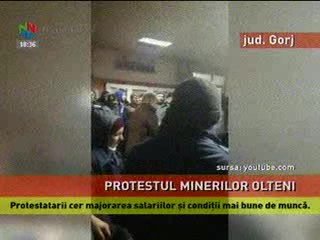 18:36
jud. Gorj
sursa: youtube.com
PROTESTUL MINERILOR OLTENI
Protestatarii cer majorarea salariilor și condiții mai bune de muncă.